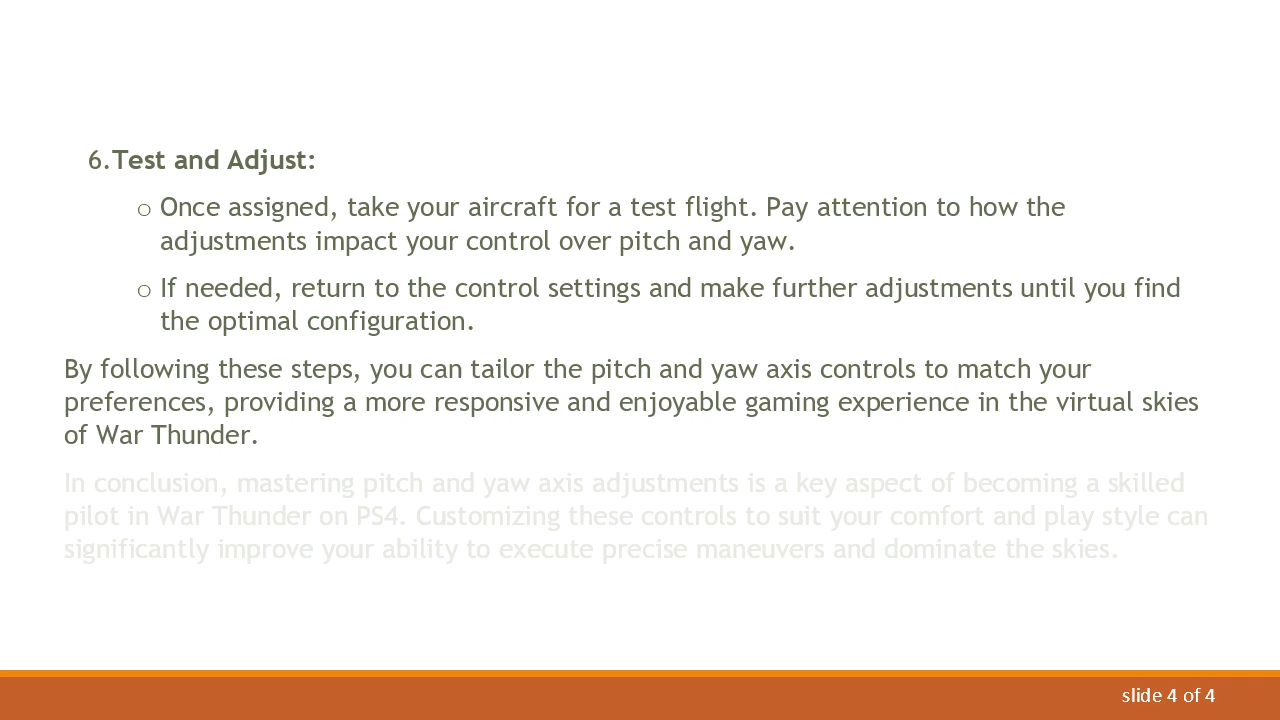 6.Test and Adjust:
o Once assigned, take your aircraft for a test flight. Pay attention to how the
adjustments impact your control over pitch and yaw.
o If needed, return to the control settings and make further adjustments until you find
the optimal configuration.
By following these steps, you can tailor the pitch and yaw axis controls to match your
preferences, providing a more responsive and enjoyable gaming experience in the virtual skies
of War Thunder.
In conclusion, mastering pitch and yaw axis adjustments is a key aspect of becoming a skilled
pilot in War Thunder on PS4. Customizing these controls to suit your comfort and play style can
significantly improve your ability to execute precise maneuvers and dominate the skies.
slide 4 of 4